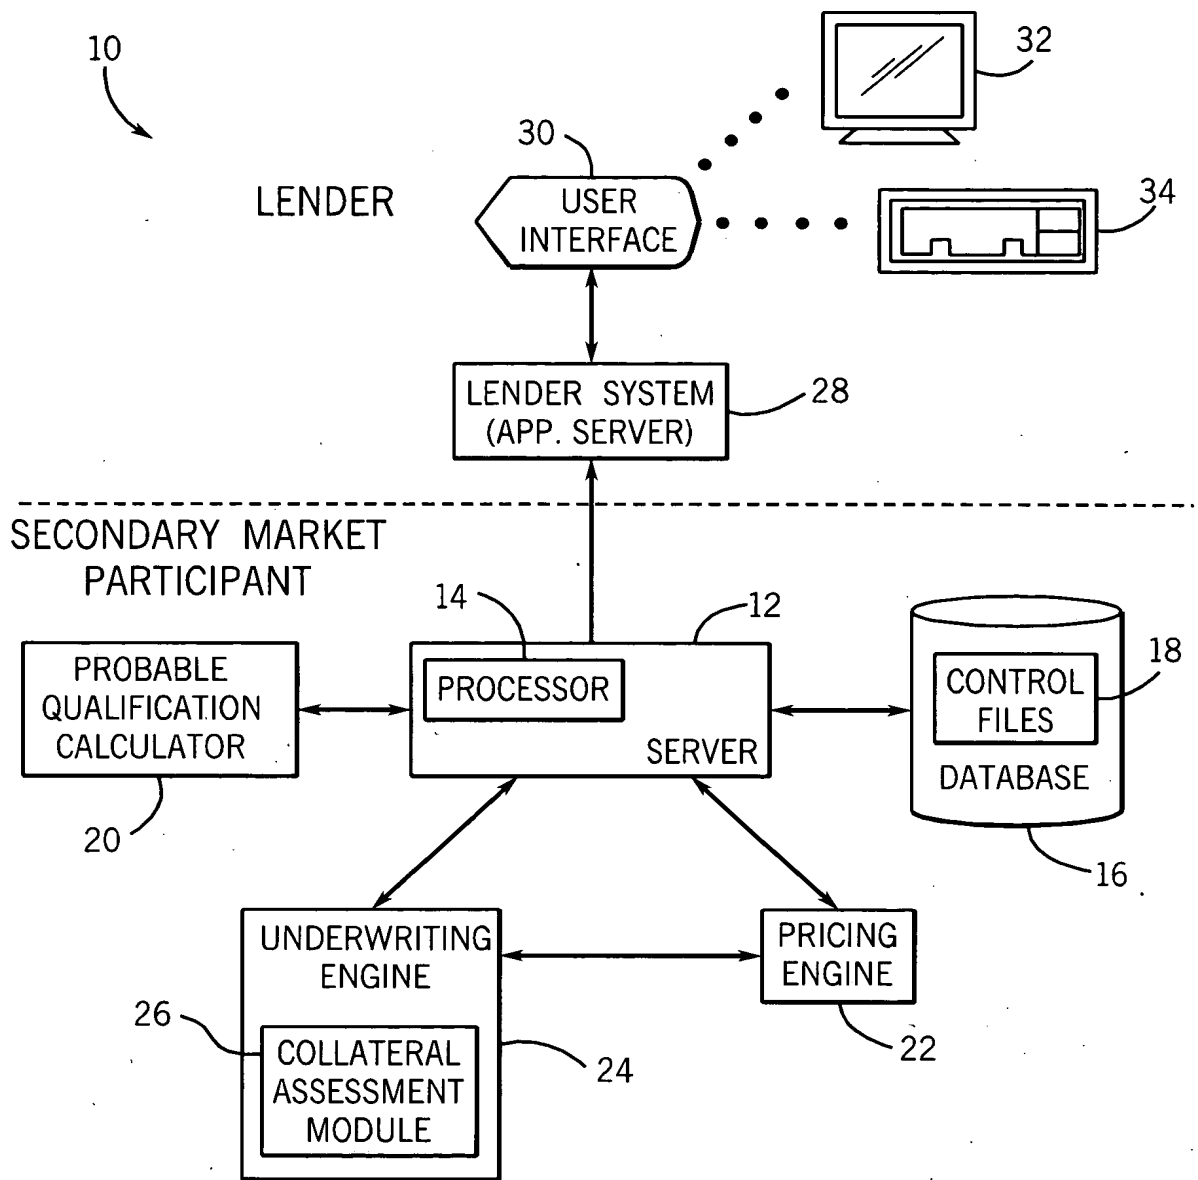 10
32
30
LENDER
USER
INTERFACE
34
LENDER SYSTEM
(APP. SERVER)
28
SECONDARY MARKET
PARTICIPANT
14
12
PROBABLE
QUALIFICATION
CALCULATOR
PROCESSOR
SERVER
CONTROL
FILES
18
DATABASE
20
16
UNDERWRITING
ENGINE
PRICING
ENGINE
26
COLLATERAL
ASSESSMENT
MODULE
24
22